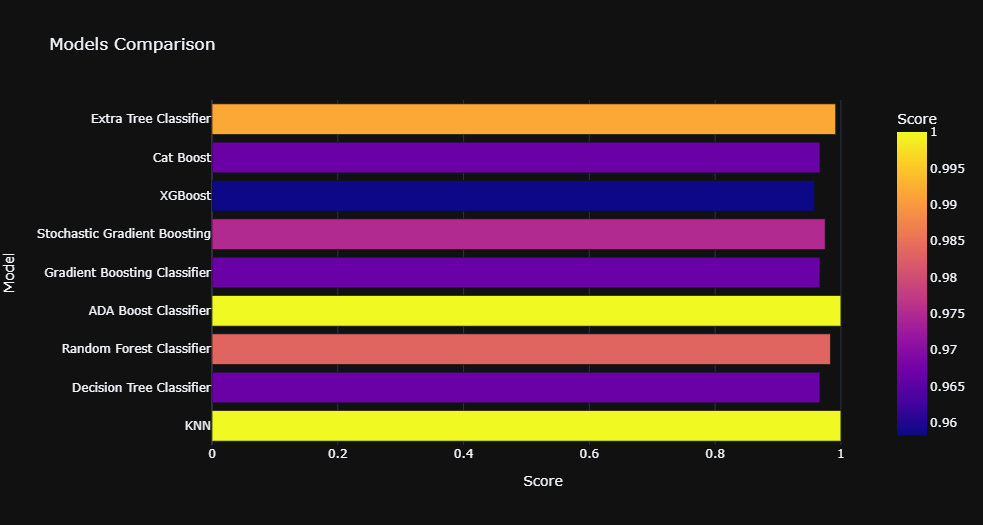 Models Comparison
Extra Tree Classifier
Cat Boost
XGBoost
Stochastic Gradient Boosting
Gradient Boosting Classifier
ADA Boost Classifier
Random Forest Classifier
Decision Tree Classifier
KNN
Model
0 0.2 0.4 0.6 0.8 1
Score
Score
1
0.995
0.99
0.985
0.98
0.975
0.97
0.965
0.96